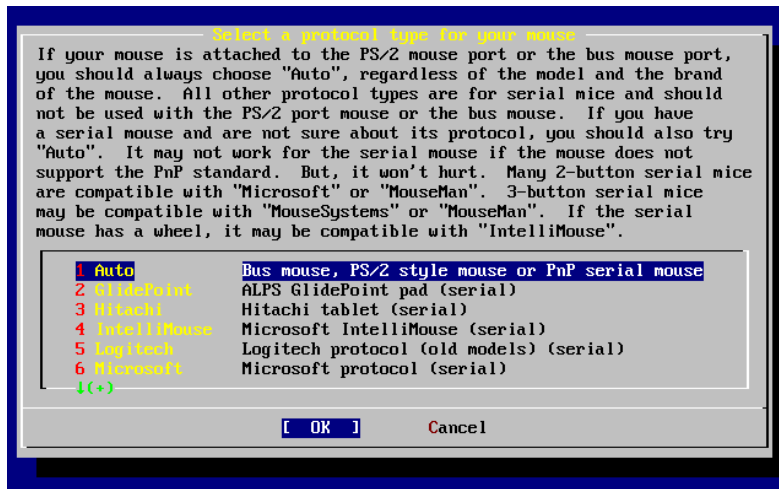 Select a protocol type for your mouse
If your mouse is attached to the PS/2 mouse port or the bus mouse port,
you should always choose "Auto", regardless of the model and the brand
of the mouse.  All other protocol types are for serial mice and should
not be used with the PS/2 port mouse or the bus mouse.  If you have
a serial mouse and are not sure about its protocol, you should also try
"Auto".  It may not work for the serial mouse if the mouse does not
support the PnP standard.  But, it won't hurt.  Many 2-button serial mice
are compatible with "Microsoft" or "MouseMan".  3-button serial mice
may be compatible with "MouseSystems" or "MouseMan".  If the serial
mouse has a wheel, it may be compatible with "IntelliMouse".
1 Auto Bus mouse, PS/2 style mouse or PnP serial mouse
2 GlidePoint ALPS GlidePoint pad (serial)
3 Hitachi Hitachi tablet (serial)
4 IntelliMouse Microsoft IntelliMouse (serial)
5 Logitech Logitech protocol (old models) (serial)
6 Microsoft Microsoft protocol (serial)
↓(+)
[ OK ] Cancel